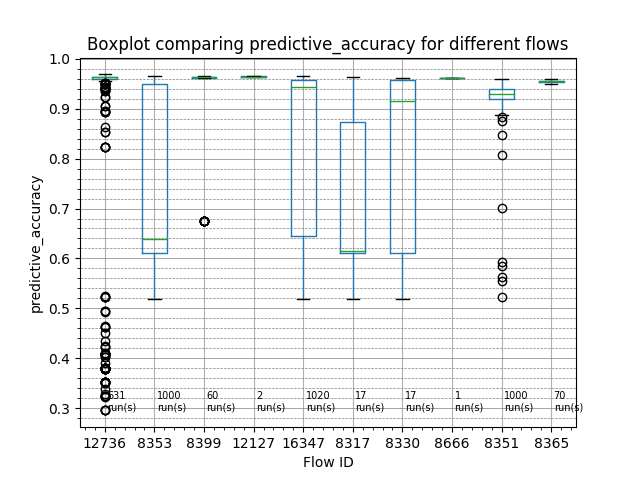 Boxplot comparing predictive_accuracy for different flows
predictive_accuracy
1.0
0.9
0.8
0.7
0.6
0.5
0.4
0.3
631 run(s)
1000 run(s)
60 run(s)
2 run(s)
1020 run(s)
17 run(s)
17 run(s)
1 run(s)
1000 run(s)
70 run(s)
12736 8353 8399 12127 16347 8317 8330 8666 8351 8365
Flow ID